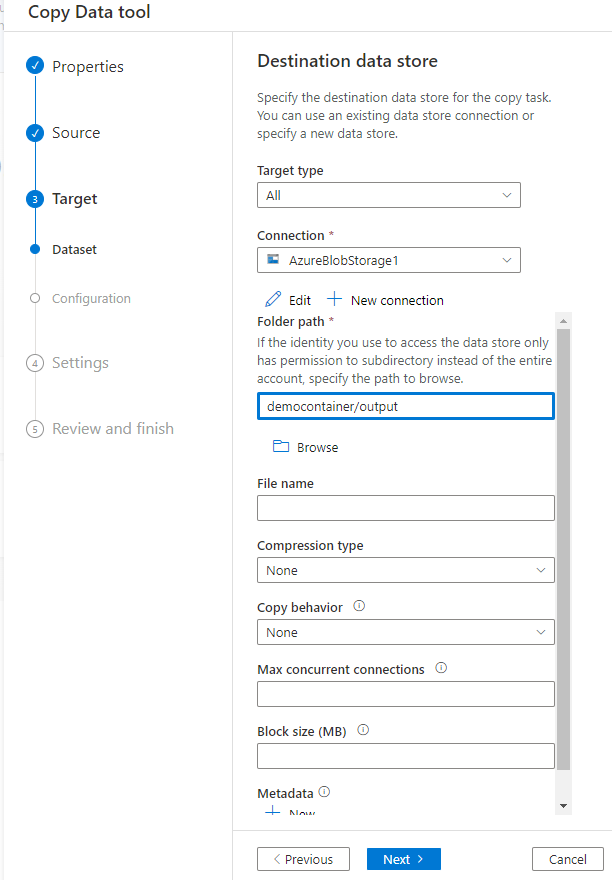 Copy Data tool
Properties
Source
3
Target
Dataset
Configuration
4
Settings
5
Review and finish
Destination data store
Specify the destination data store for the copy task.
You can use an existing data store connection or
specify a new data store.
Target type
All
Connection *
AzureBlobStorage1
Edit
New connection
Folder path *
If the identity you use to access the data store only
has permission to subdirectory instead of the entire
account, specify the path to browse.
democontainer/output
Browse
File name
Compression type
None
Copy behavior
None
Max concurrent connections
Block size (MB)
Metadata
New
Previous
Next
Cancel